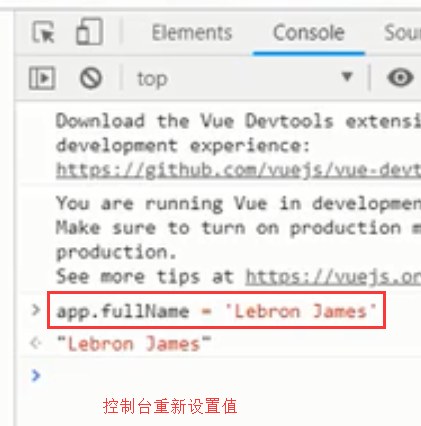 Elements Console Sou
top
Download the Vue Devtools extensi
development experience:
https://github.com/vuejs/vue-devt
You are running Vue in developmen
Make sure to turn on production m
production.
See more tips at https://vuejs.or
> app.fullName = 'Lebron James'
"Lebron James"
>
控制台重新设置值